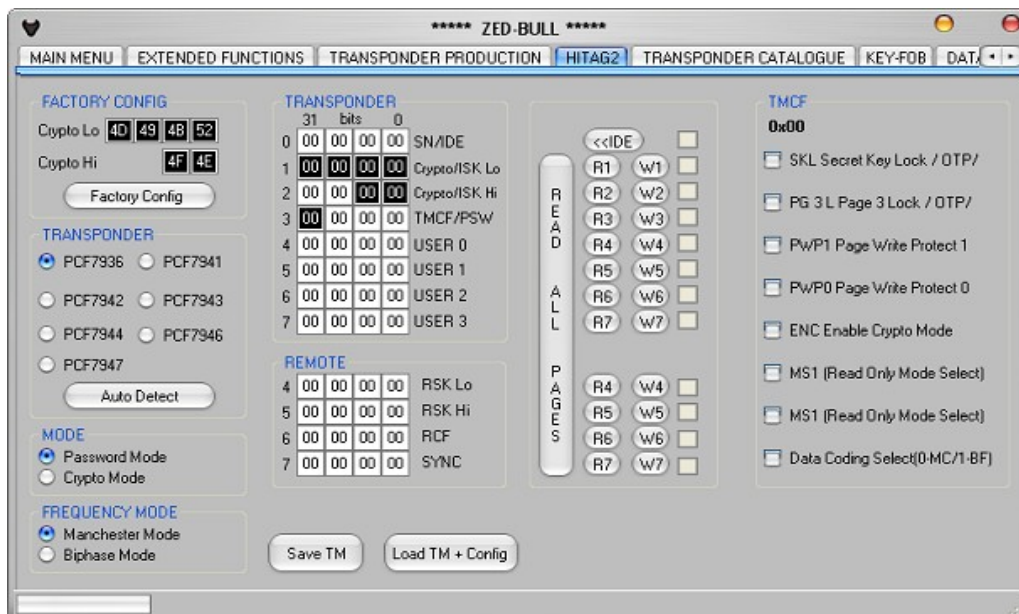 ***** ZED-BULL *****
MAIN MENU EXTENDED FUNCTIONS TRANSPONDER PRODUCTION HITAG2 TRANSPONDER CATALOGUE KEY-FOB DATA
FACTORY CONFIG
Crypto Lo 4D 49 4B 52
Crypto Hi 4F 4E
Factory Config
TRANSPONDER
PCF7936 PCF7941
PCF7942 PCF7943
PCF7944 PCF7946
PCF7947
Auto Detect
MODE
Password Mode
Crypto Mode
FREQUENCY MODE
Manchester Mode
Biphase Mode
TRANSPONDER
31 bits 0
0 00 00 00 00 SN/IDE
1 00 00 00 00 Crypto/ISK Lo
2 00 00 00 00 Crypto/ISK Hi
3 00 00 00 00 TMCF/PSW
4 00 00 00 00 USER 0
5 00 00 00 00 USER 1
6 00 00 00 00 USER 2
7 00 00 00 00 USER 3
REMOTE
4 00 00 00 00 RSK Lo
5 00 00 00 00 RSK Hi
6 00 00 00 00 RCF
7 00 00 00 00 SYNC
Save TM Load TM + Config
READ ALL PAGES
<<IDE
R1 W1
R2 W2
R3 W3
R4 W4
R5 W5
R6 W6
R7 W7
R4 W4
R5 W5
R6 W6
R7 W7
TMCF
0x00
SKL Secret Key Lock / OTP/
PG 3 L Page 3 Lock / OTP/
PWP1 Page Write Protect 1
PWP0 Page Write Protect 0
ENC Enable Crypto Mode
MS1 (Read Only Mode Select)
MS1 (Read Only Mode Select)
Data Coding Select(0-MC/1-BF)